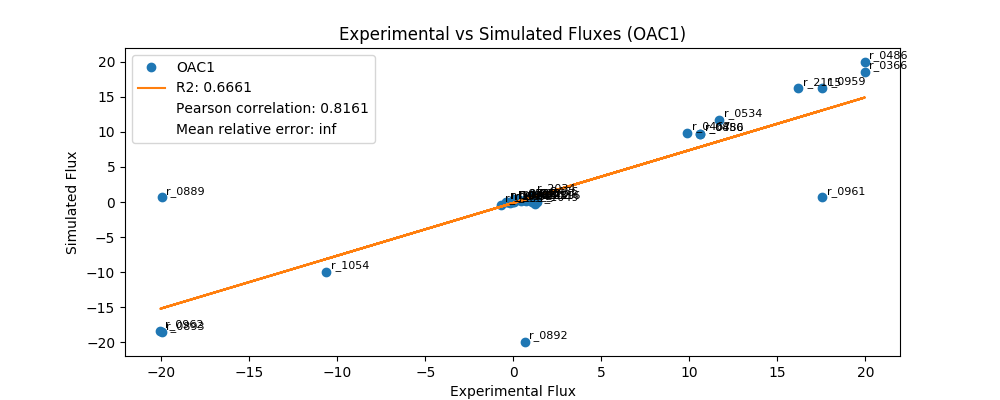 Experimental vs Simulated Fluxes (OAC1)
OAC1
R2: 0.6661
Pearson correlation: 0.8161
Mean relative error: inf
r_0486
r_0366
r_0959
r_2115
r_0534
r_2034
r_0889
r_0961
r_1054
r_0962
r_0893
r_0892
20
15
10
5
0
−5
−10
−15
−20
Simulated Flux
−20
−15
−10
−5
0
5
10
15
20
Experimental Flux